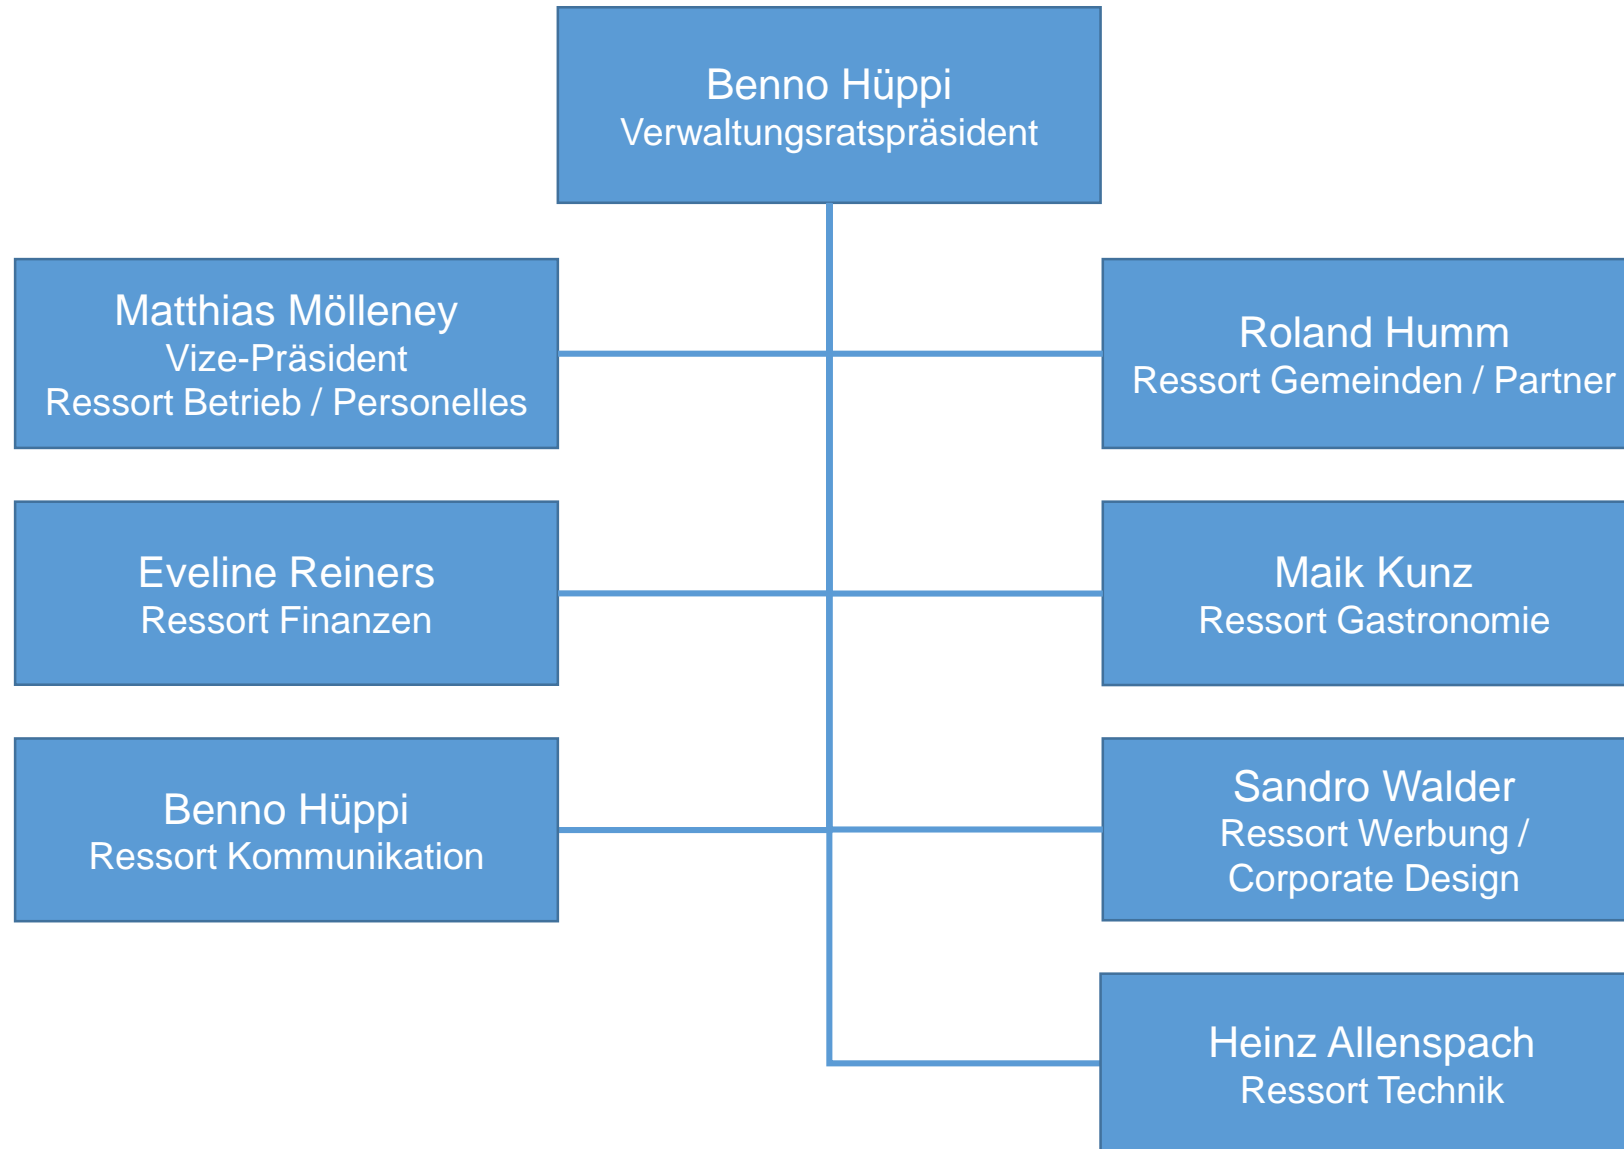 Benno Hüppi
Verwaltungsratspräsident
Matthias Mölleney
Vize-Präsident
Ressort Betrieb / Personelles
Roland Humm
Ressort Gemeinden / Partner
Eveline Reiners
Ressort Finanzen
Maik Kunz
Ressort Gastronomie
Benno Hüppi
Ressort Kommunikation
Sandro Walder
Ressort Werbung /
Corporate Design
Heinz Allenspach
Ressort Technik